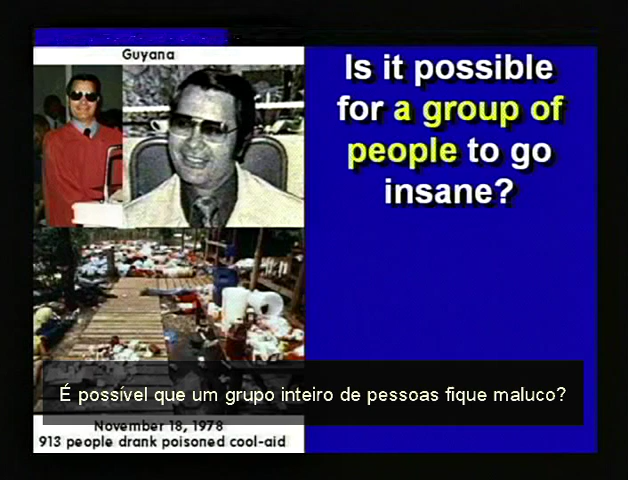 Guyana
Is it possible
for a group of
people to go
insane?
É possível que um grupo inteiro de pessoas fique maluco?
November 18, 1978
913 people drank poisoned cool-aid